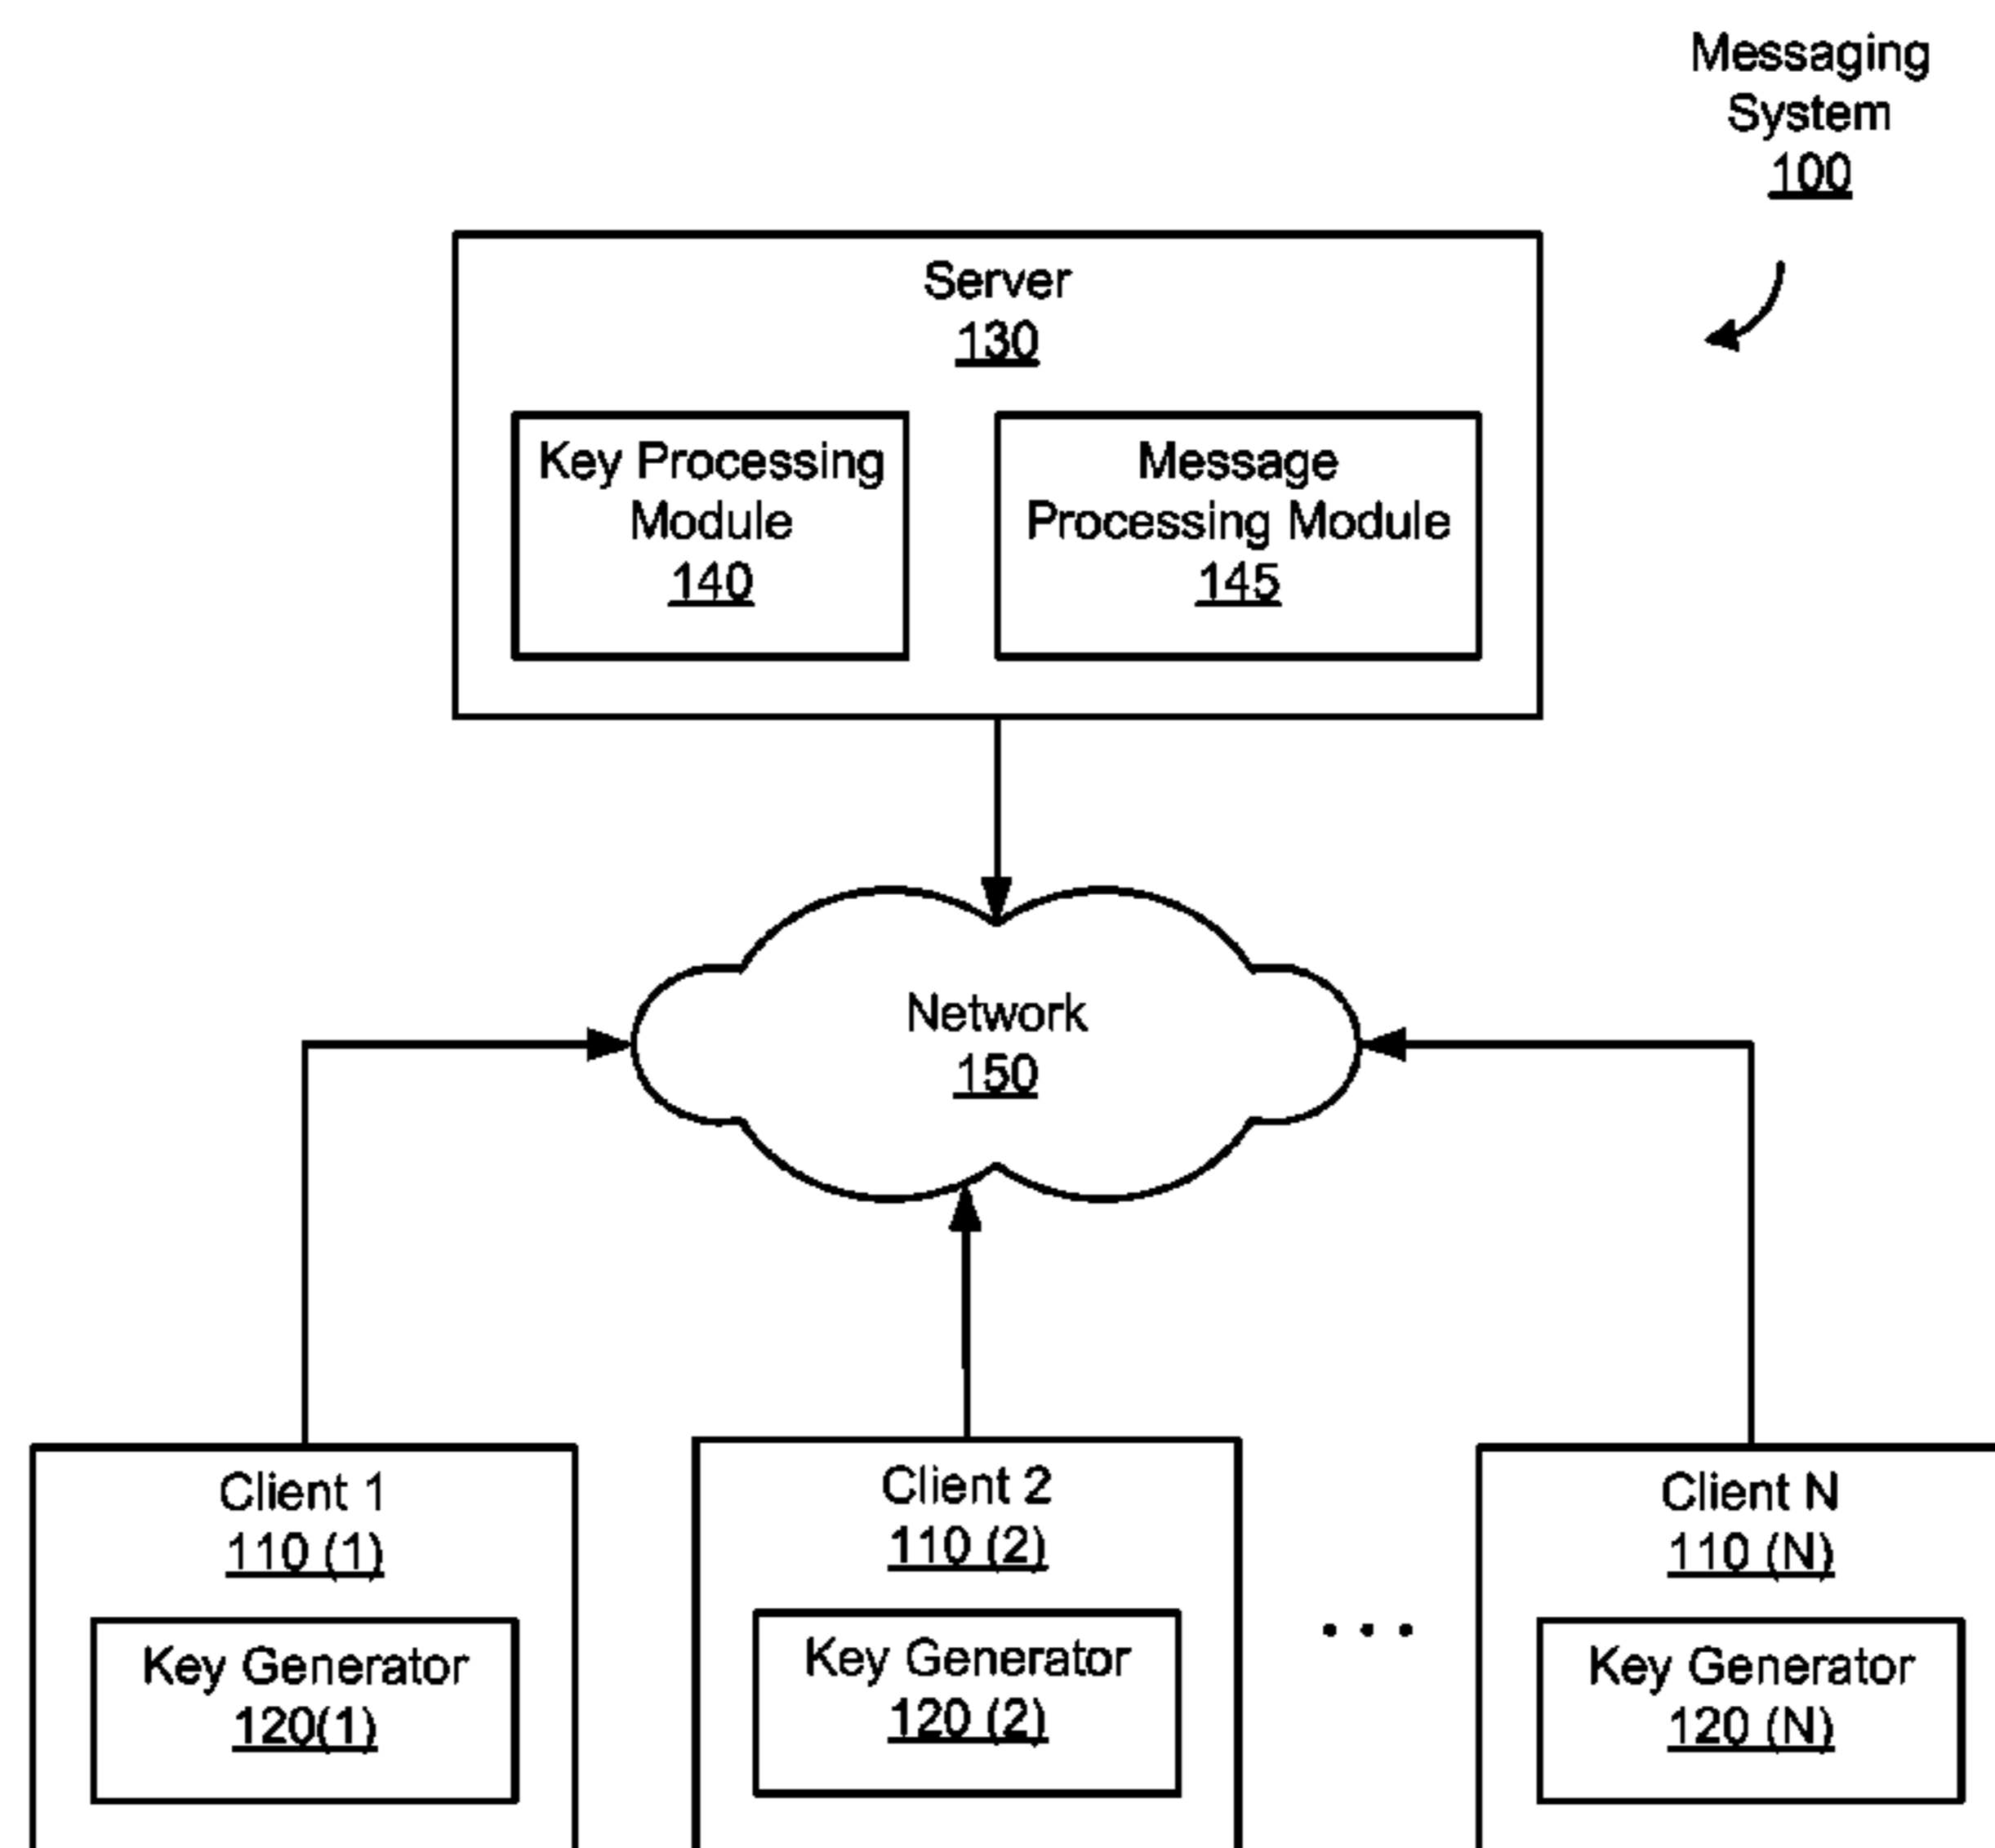 Messaging
System
100
Server
130
Key Processing
Module
140
Message
Processing Module
145
Network
150
Client 1
110 (1)
Key Generator
120(1)
Client 2
110 (2)
Key Generator
120 (2)
. . .
Client N
110 (N)
Key Generator
120 (N)